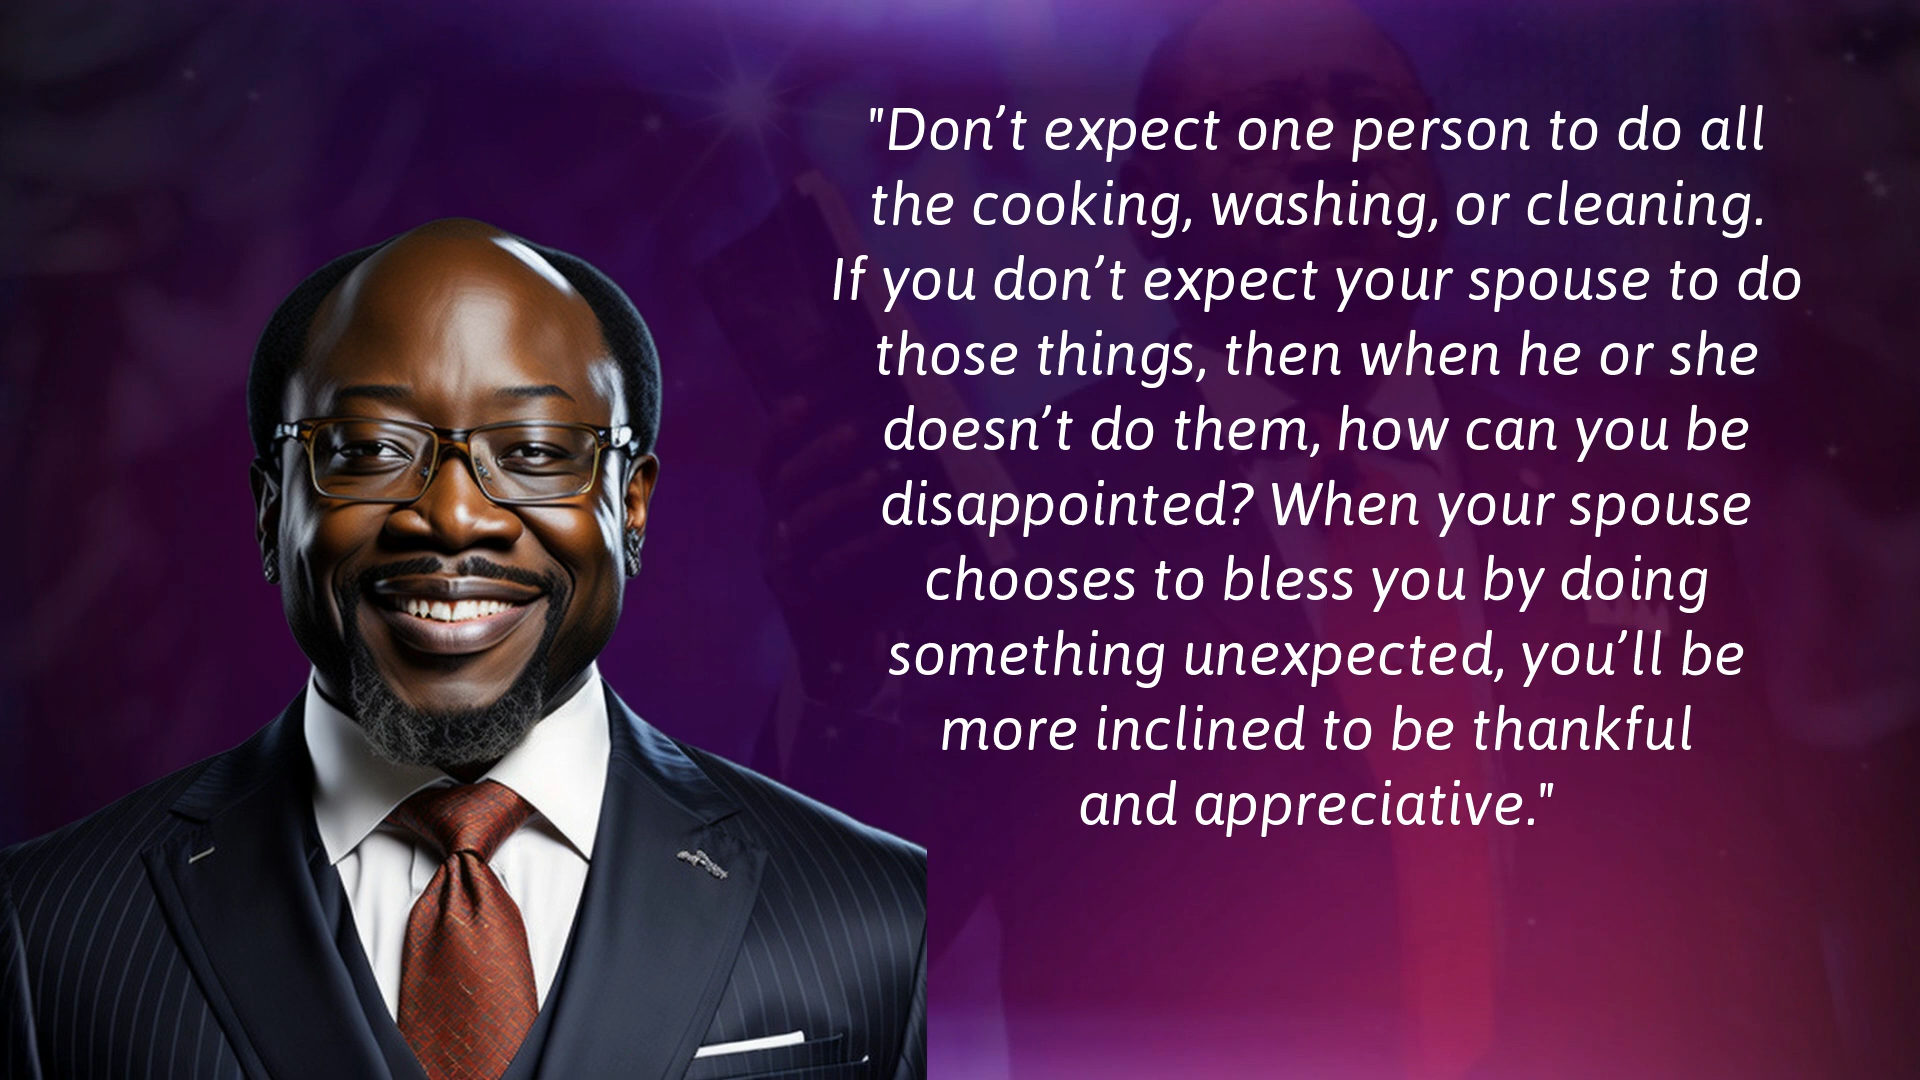 "Don’t expect one person to do all
the cooking, washing, or cleaning.
If you don’t expect your spouse to do
those things, then when he or she
doesn’t do them, how can you be
disappointed? When your spouse
chooses to bless you by doing
something unexpected, you’ll be
more inclined to be thankful
and appreciative."